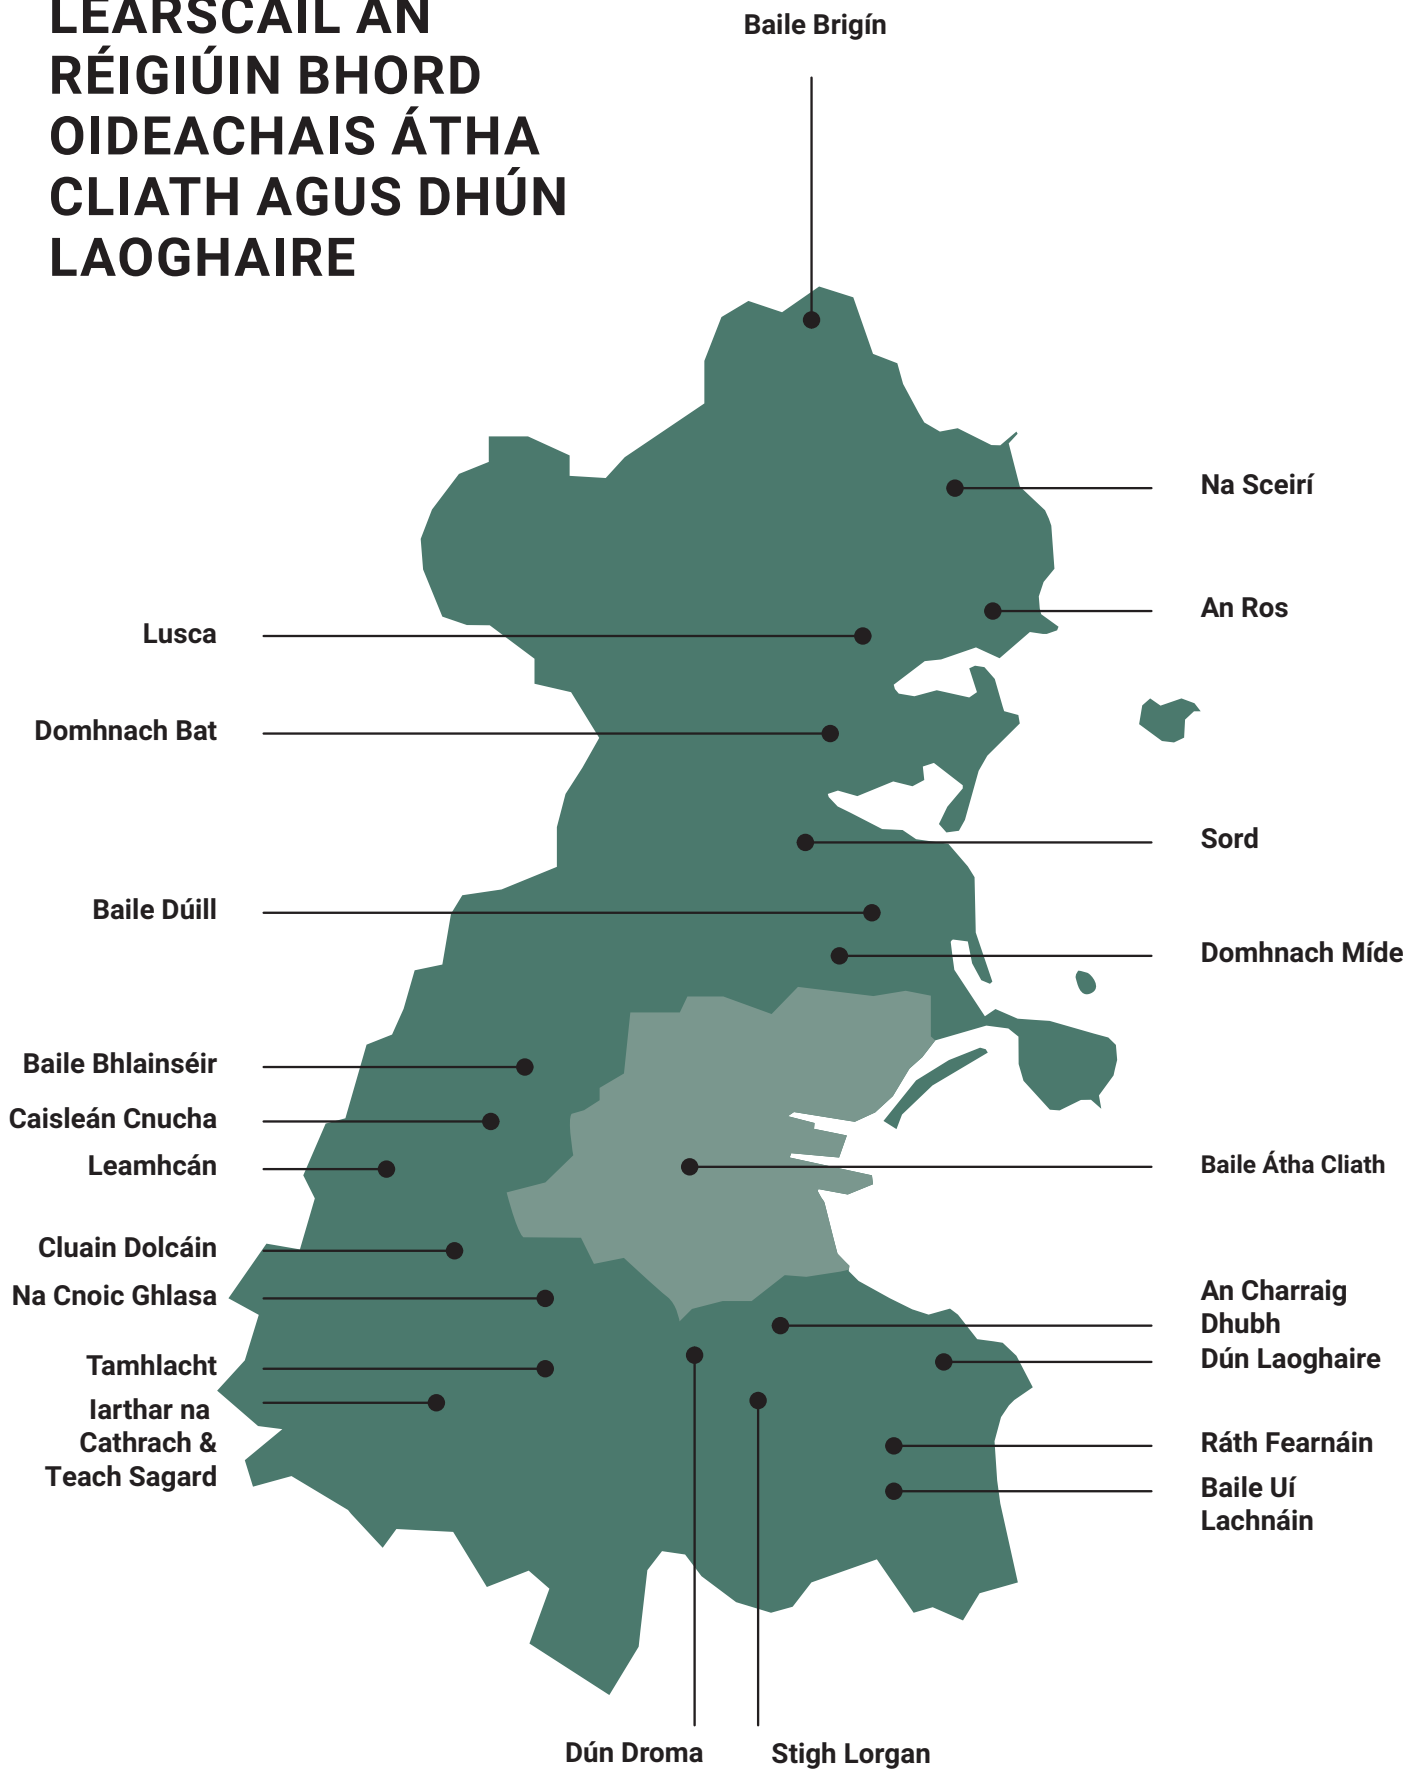 LÉARSCÁIL AN
RÉIGIÚIN BHORD
OIDEACHAIS ÁTHA
CLIATH AGUS DHÚN
LAOGHAIRE
Baile Brigín
Na Sceirí
An Ros
Lusca
Domhnach Bat
Sord
Baile Dúill
Domhnach Míde
Baile Bhlainséir
Caisleán Cnucha
Leamhcán
Baile Átha Cliath
Cluain Dolcáin
Na Cnoic Ghlasa
An Charraig
Dhubh
Dún Laoghaire
Tamhlacht
Iarthar na
Cathrach &
Teach Sagard
Ráth Fearnáin
Baile Uí
Lachnáin
Dún Droma
Stigh Lorgan